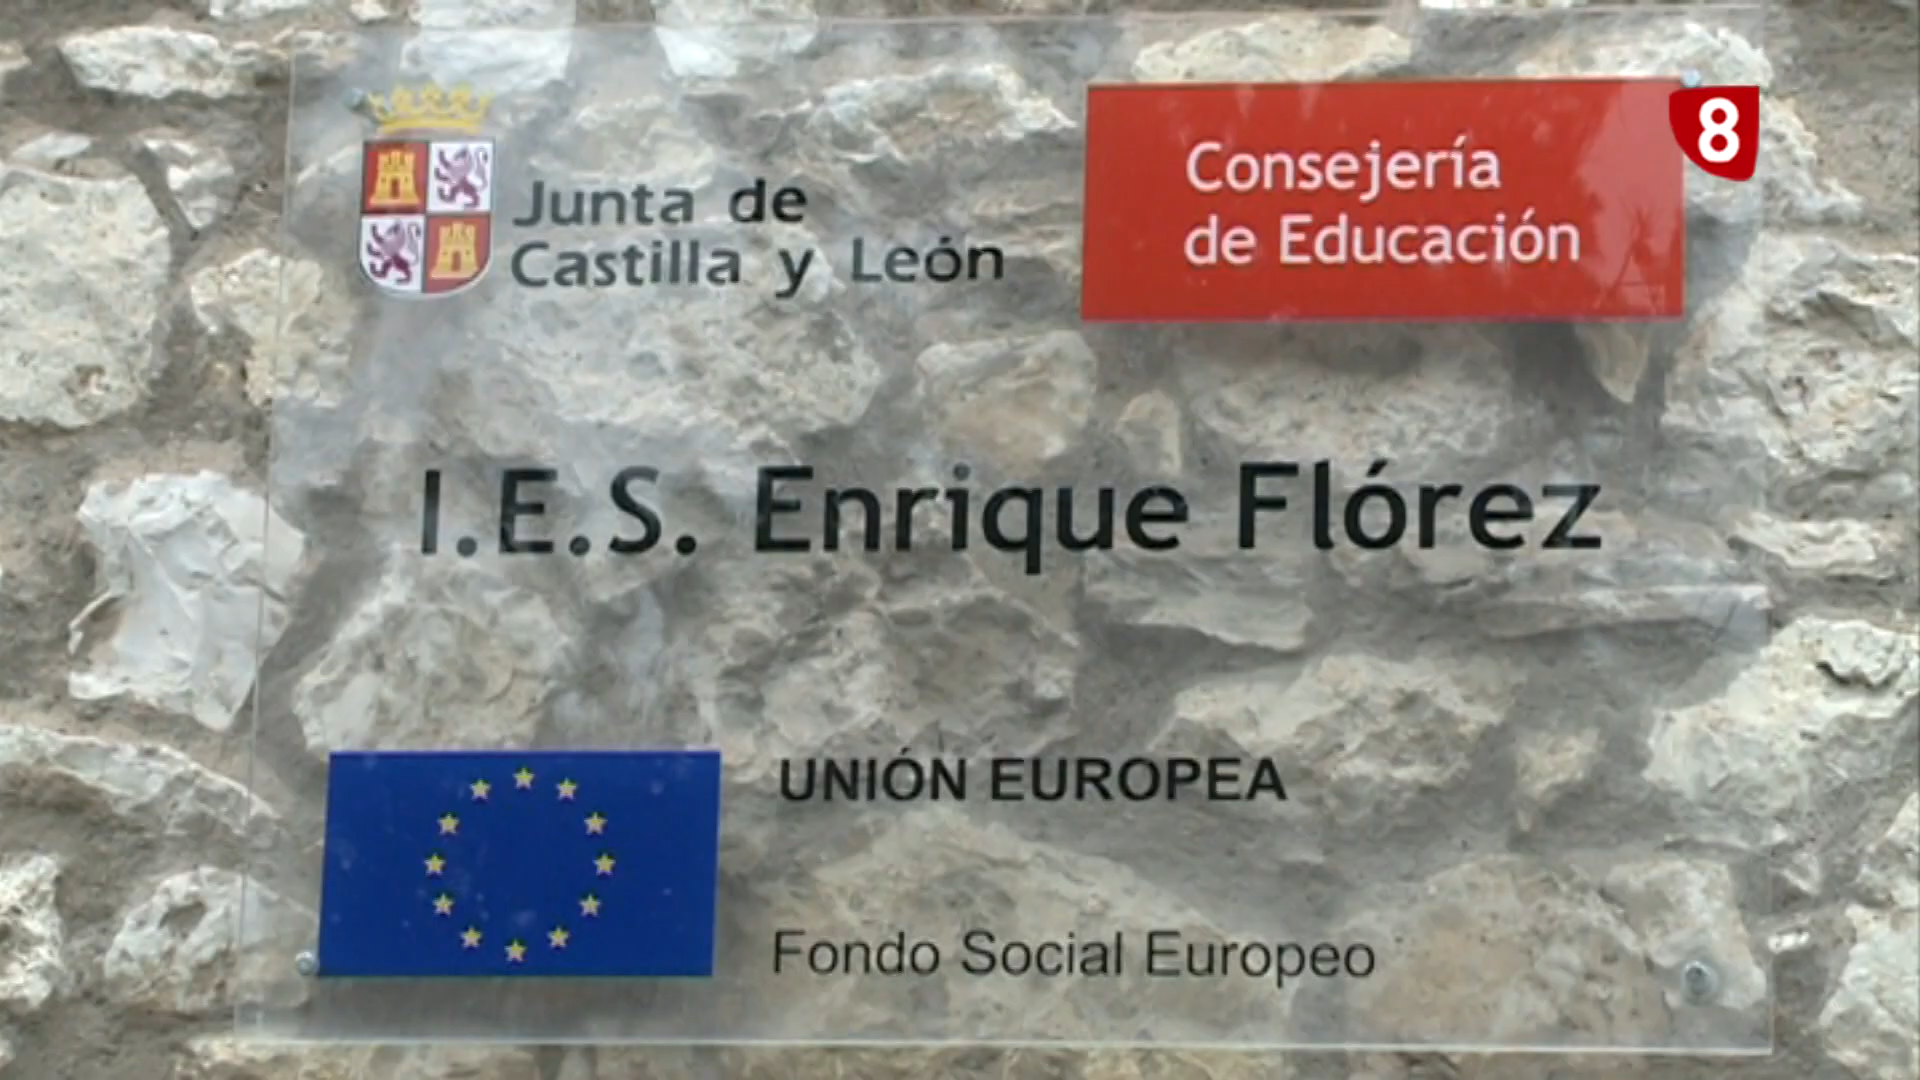 8
Junta de
Castilla y León
Consejería
de Educación
I.E.S. Enrique Flórez
UNIÓN EUROPEA
Fondo Social Europeo